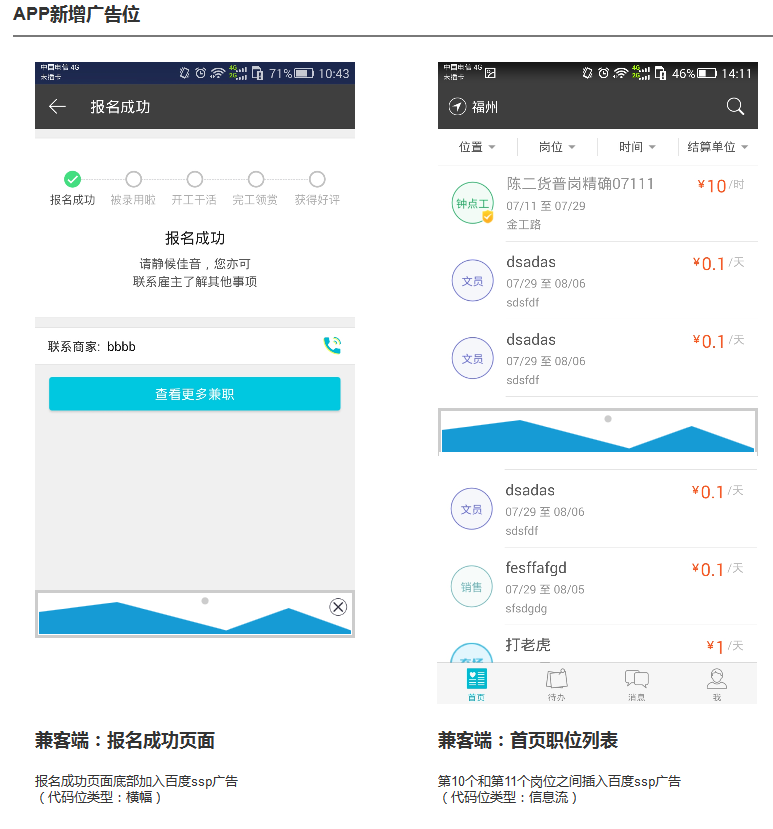 APP新增广告位
中国电信 4G
未插卡
4G
2G
71%
10:43
报名成功
报名成功
被录用啦
开工干活
完工领赏
获得好评
报名成功
请静候佳音，您亦可
联系雇主了解其他事项
联系商家: bbbb
查看更多兼职
兼客端：报名成功页面
报名成功页面底部加入百度ssp广告
（代码位类型：横幅）
中国电信 4G
未插卡
4G
2G
46%
14:11
福州
位置
岗位
时间
结算单位
钟点工
陈二货普岗精确07111
¥10/时
07/11 至 07/29
金工路
文员
dsadas
¥0.1/天
07/29 至 08/06
sdsfdf
文员
dsadas
¥0.1/天
07/29 至 08/06
sdsfdf
文员
dsadas
¥0.1/天
07/29 至 08/06
sdsfdf
销售
fesffafgd
¥0.1/天
07/29 至 08/05
sfsdgdg
打老虎
¥1/天
首页
待办
消息
我
兼客端：首页职位列表
第10个和第11个岗位之间插入百度ssp广告
（代码位类型：信息流）